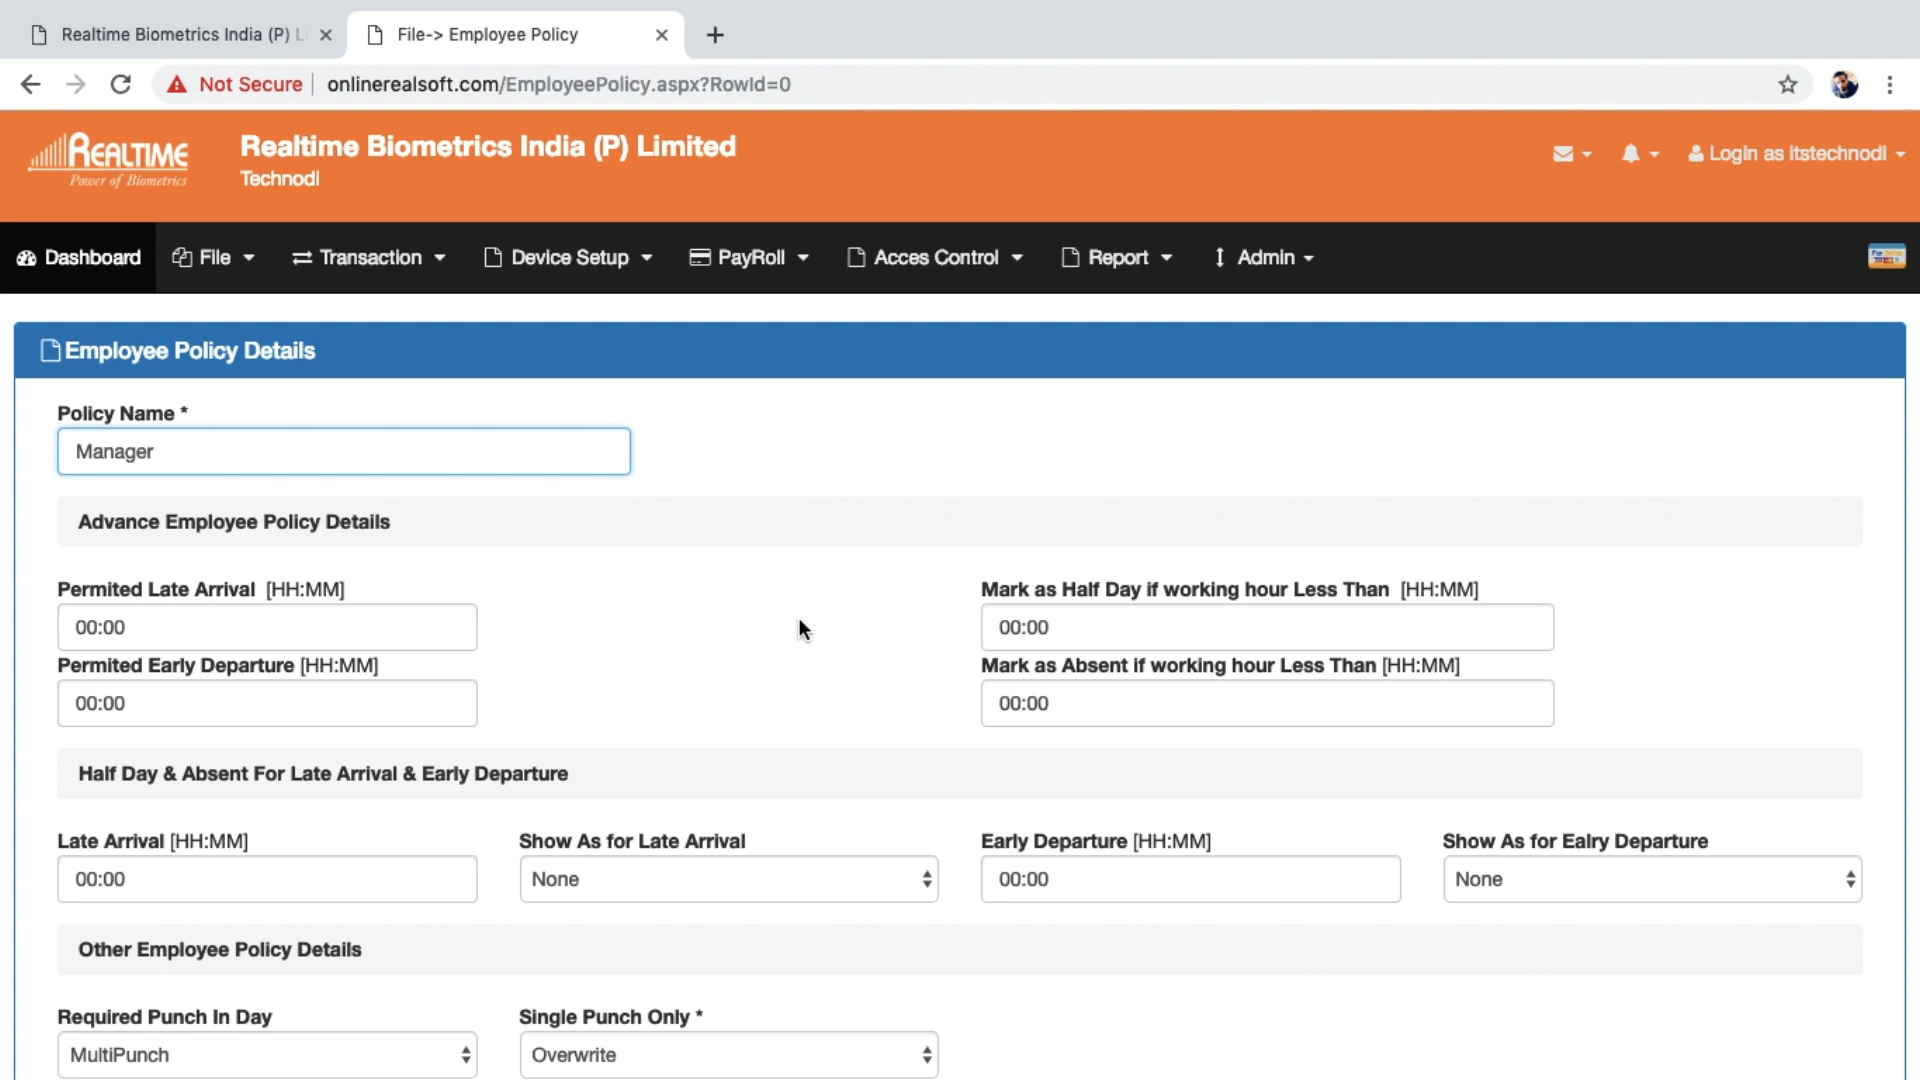 Realtime Biometrics India (P) L
File-> Employee Policy
Not Secure
onlinerealsoft.com/EmployeePolicy.aspx?RowId=0
REALTIME
Power of Biometrics
Realtime Biometrics India (P) Limited
Technodi
Login as itstechnodi
Dashboard
File
Transaction
Device Setup
PayRoll
Acces Control
Report
Admin
Employee Policy Details
Policy Name *
Manager
Advance Employee Policy Details
Permited Late Arrival [HH:MM]
Mark as Half Day if working hour Less Than [HH:MM]
00:00
00:00
Permited Early Departure [HH:MM]
Mark as Absent if working hour Less Than [HH:MM]
00:00
00:00
Half Day & Absent For Late Arrival & Early Departure
Late Arrival [HH:MM]
Show As for Late Arrival
Early Departure [HH:MM]
Show As for Ealry Departure
00:00
None
00:00
None
Other Employee Policy Details
Required Punch In Day
Single Punch Only *
MultiPunch
Overwrite